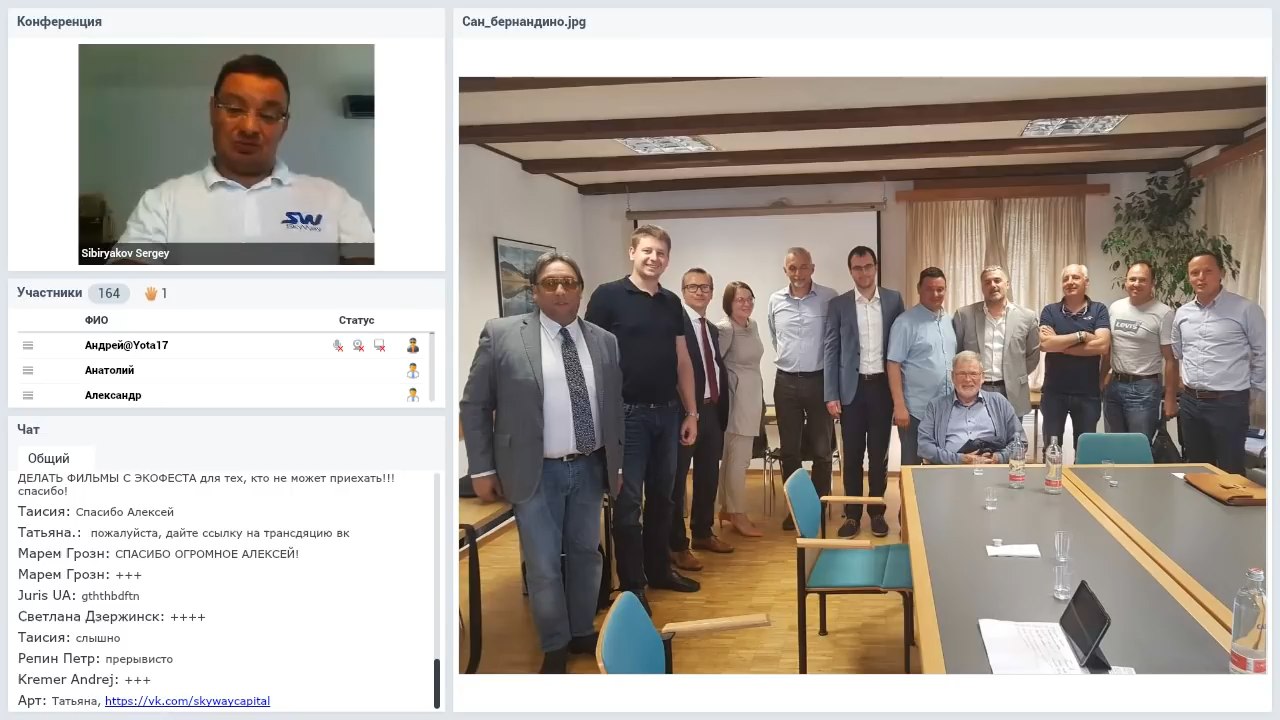 Конференция
SW
SKYWAY
Sibiryakov Sergey
Участники 164 1
ФИО Статус
Андрей@Yota17
Анатолий
Александр
Чат
Общий
ДЕЛАТЬ ФИЛЬМЫ С ЭКОФЕСТА для тех, кто не может приехать!!!
спасибо!
Таисия: Спасибо Алексей
Татьяна.: пожалуйста, дайте ссылку на трансдяцию вк
Марем Грозн: СПАСИБО ОГРОМНОЕ АЛЕКСЕЙ!
Марем Грозн: +++
Juris UA: gththbdftn
Светлана Дзержинск: ++++
Таисия: слышно
Репин Петр: прерывисто
Kremer Andrej: +++
Арт: Татьяна, https://vk.com/skywaycapital
Сан_бернандино.jpg
LEVI'S